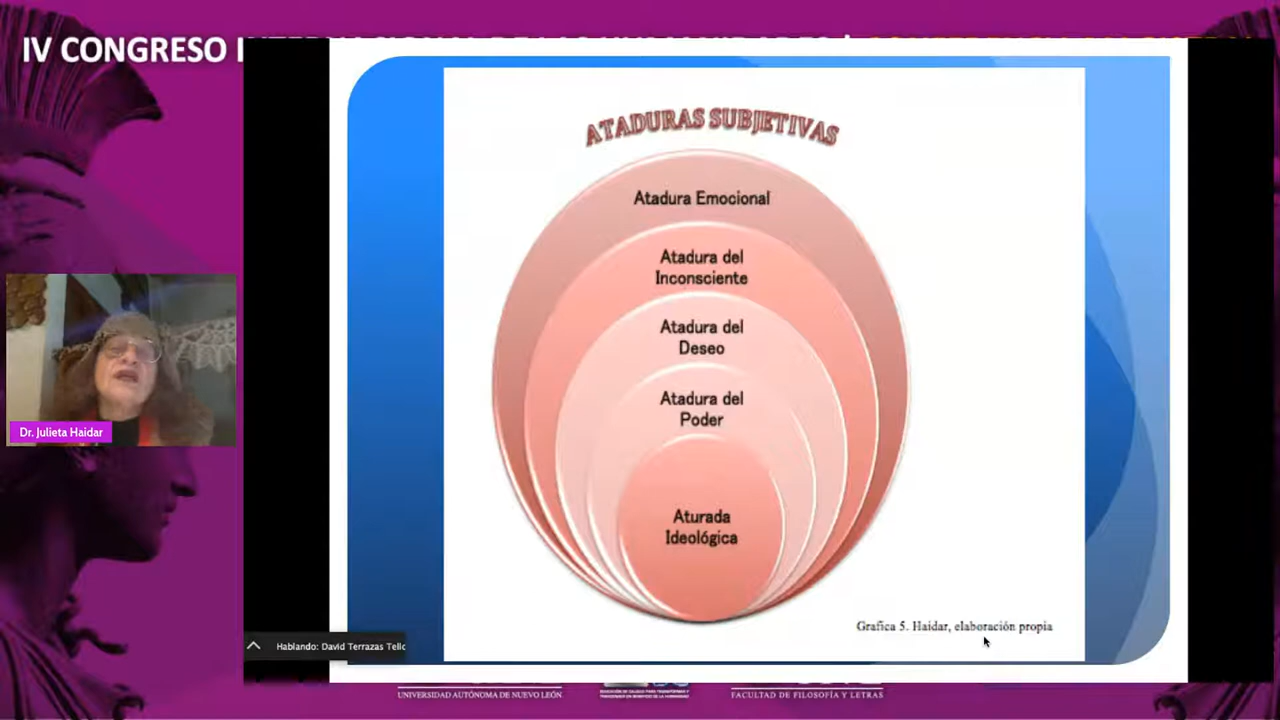 IV CONGRESO
ATADURAS SUBJETIVAS
Atadura Emocional
Atadura del
Inconsciente
Atadura del
Deseo
Atadura del
Poder
Aturada
Ideológica
Grafica 5. Haidar, elaboración propia
Dr. Julieta Haidar
Hablando: David Terrazas Tello
UNIVERSIDAD AUTÓNOMA DE NUEVO LEÓN
FACULTAD DE FILOSOFÍA Y LETRAS